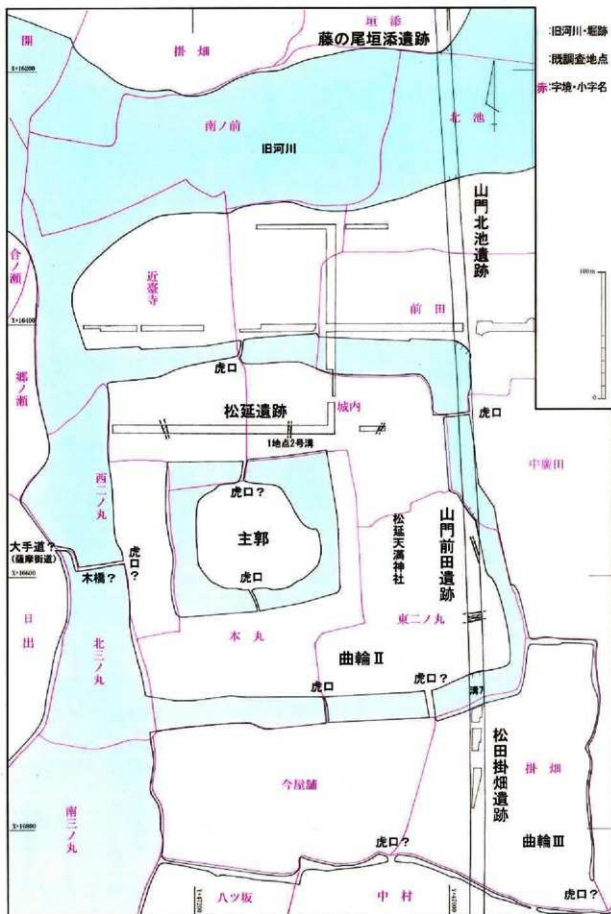 :旧河川・堀跡
:既調査地点
赤:字境・小字名
垣添
開
掛畑
藤の尾垣添遺跡
X=16200
南ノ前
北池
旧河川
山門北池遺跡
100m
0
合ノ瀬
近臺寺
前田
X=16400
郷ノ瀬
虎口
松延遺跡
城内
虎口
1地点2号溝
中廣田
西二ノ丸
虎口?
主郭
松延天満神社
山門前田遺跡
大手道?
(薩摩街道)
木橋?
虎口?
虎口
X=16600
日出
北三ノ丸
本丸
東二ノ丸
曲輪Ⅱ
虎口
虎口?
溝7
松田掛畑遺跡
掛畑
今屋舗
南三ノ丸
X=16800
虎口?
曲輪Ⅲ
八ツ坂
中村
虎口?